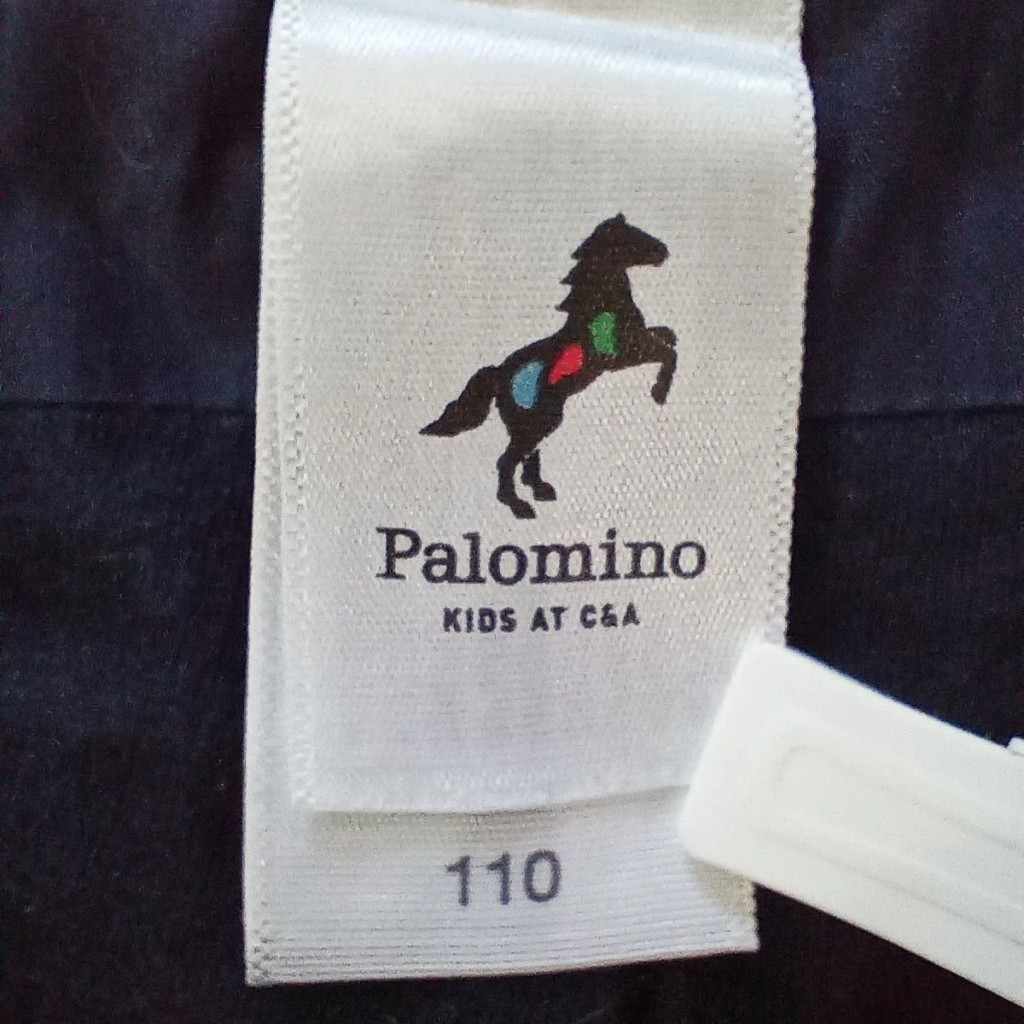 Palomino
KIDS AT C&A
110